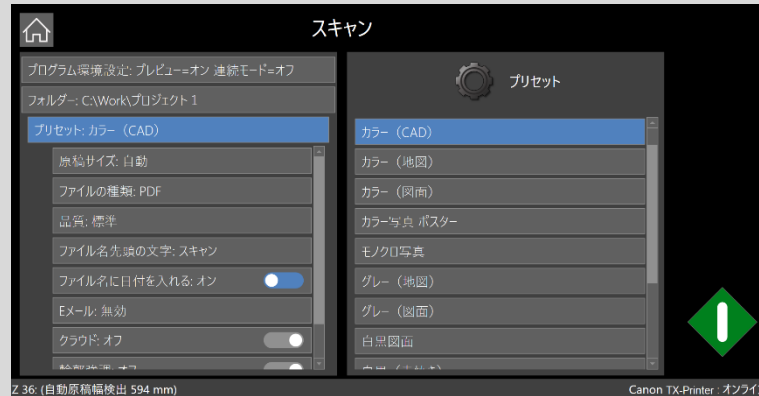 スキャン
プログラム環境設定: プレビュー=オン 連続モード=オフ
フォルダー: C:\Work\プロジェクト 1
プリセット: カラー（CAD）
原稿サイズ: 自動
ファイルの種類: PDF
品質: 標準
ファイル名先頭の文字: スキャン
ファイル名に日付を入れる: オン
Eメール: 無効
クラウド: オフ
プリセット
カラー（CAD）
カラー（地図）
カラー（図面）
カラー写真 ポスター
モノクロ写真
グレー（地図）
グレー（図面）
白黒図面
Z 36: (自動原稿幅検出 594 mm)
Canon TX-Printer : オンライン